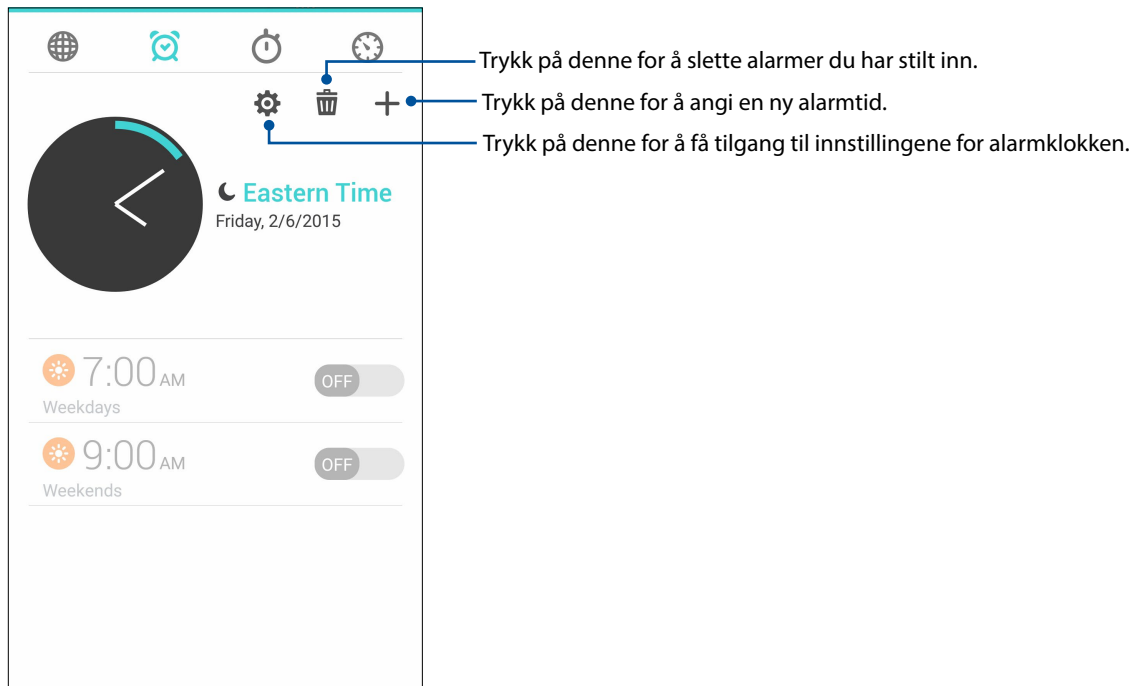 Trykk på denne for å slette alarmer du har stilt inn.
Trykk på denne for å angi en ny alarmtid.
Trykk på denne for å få tilgang til innstillingene for alarmklokken.
Eastern Time
Friday, 2/6/2015
7:00 AM
OFF
Weekdays
9:00 AM
OFF
Weekends